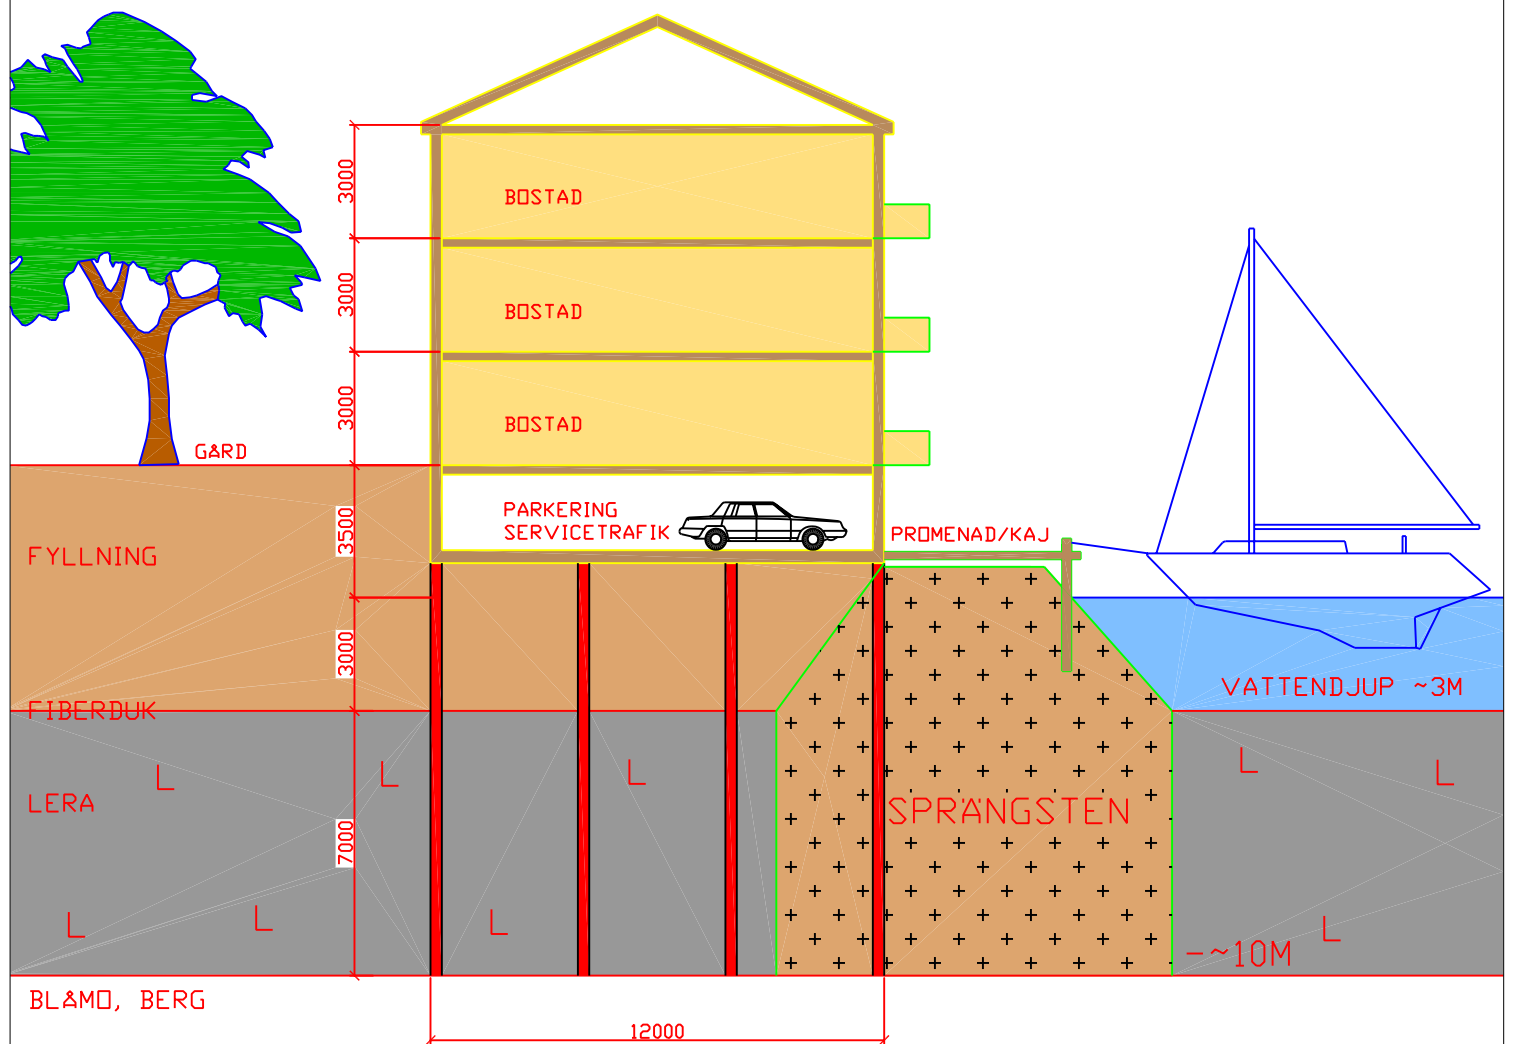 3000
BOSTAD
3000
BOSTAD
3000
BOSTAD
GÅRD
3500
PARKERING
SERVICETRAFIK
PROMENAD/KAJ
FYLLNING
3000
VATTENDJUP ~3M
FIBERDUK
L
L
L
L
L
LERA
SPRÄNGSTEN
7000
L
L
L
L
-~10M
BLÅMO, BERG
12000